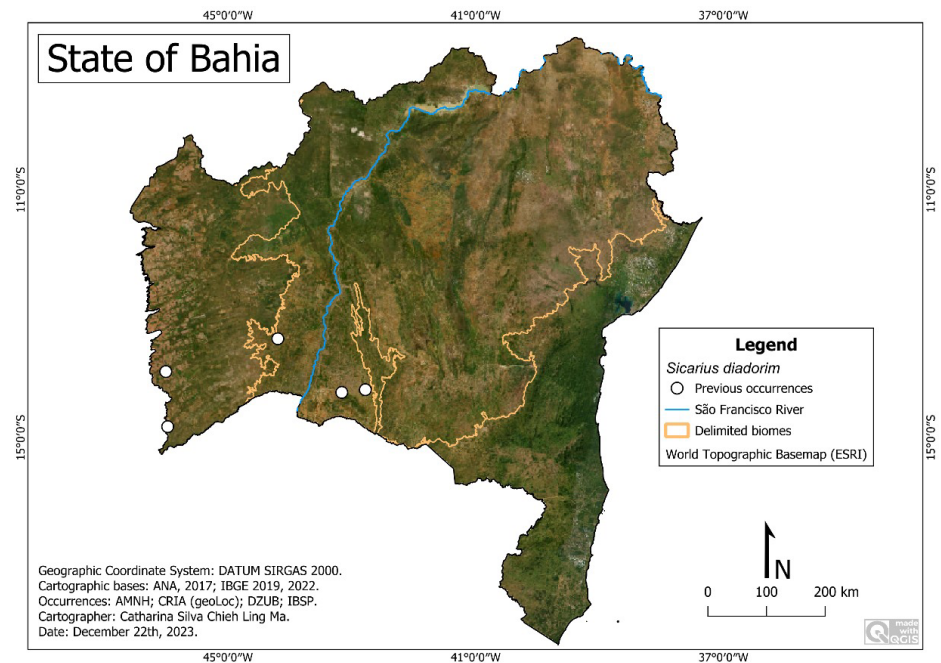 45°0'0"W 41°0'0"W 37°0'0"W
State of Bahia
11°0'0"S 11°0'0"S
Legend
Sicarius diadorim
Previous occurrences
São Francisco River
Delimited biomes
World Topographic Basemap (ESRI)
15°0'0"S 15°0'0"S
N
0 100 200 km
Geographic Coordinate System: DATUM SIRGAS 2000.
Cartographic bases: ANA, 2017; IBGE 2019, 2022.
Occurrences: AMNH; CRIA (geoLoc); DZUB; IBSP.
Cartographer: Catharina Silva Chieh Ling Ma.
Date: December 22th, 2023.
made
with
QGIS
45°0'0"W 41°0'0"W 37°0'0"W